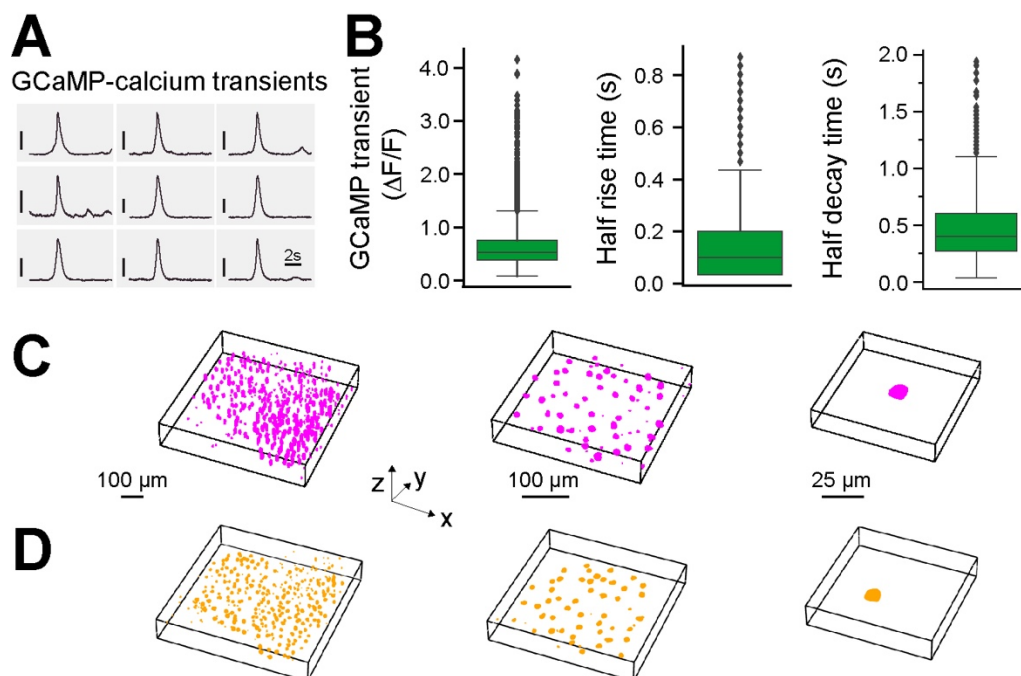 A
GCaMP-calcium transients
2s
B
GCaMP transient
(ΔF/F)
4.0
3.0
2.0
1.0
0.0
Half rise time (s)
0.8
0.6
0.4
0.2
0.0
Half decay time (s)
2.0
1.5
1.0
0.5
0.0
C
100 µm
z
y
x
100 µm
25 µm
D